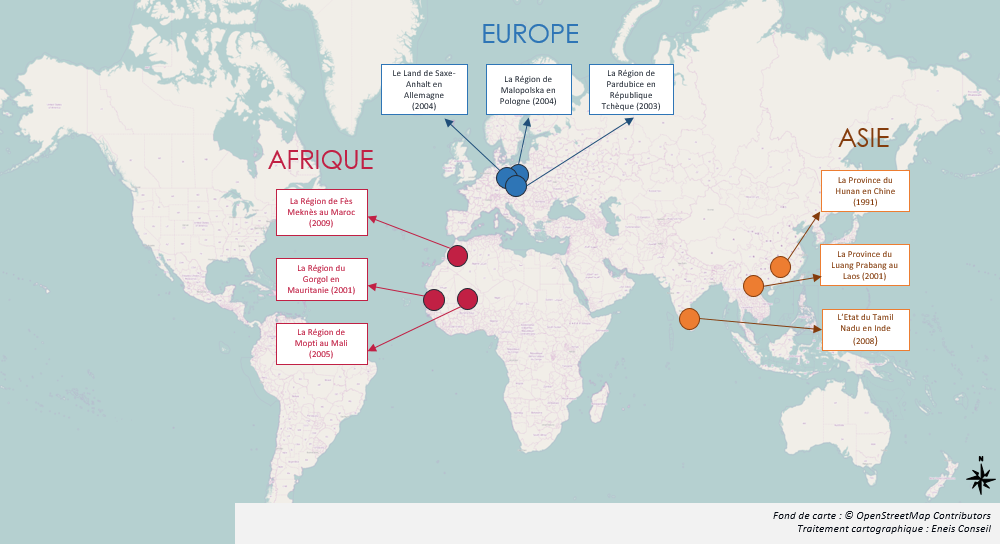 EUROPE
Le Land de Saxe-
Anhalt en
Allemagne
(2004)
La Région de
Malopolska en
Pologne (2004)
La Région de
Pardubice en
République
Tchèque (2003)
AFRIQUE
La Région de Fès
Meknès au Maroc
(2009)
La Région du
Gorgol en
Mauritanie (2001)
La Région de
Mopti au Mali
(2005)
ASIE
La Province du
Hunan en Chine
(1991)
La Province du
Luang Prabang au
Laos (2001)
L'Etat du Tamil
Nadu en Inde
(2008)
N
Fond de carte : © OpenStreetMap Contributors
Traitement cartographique : Eneis Conseil